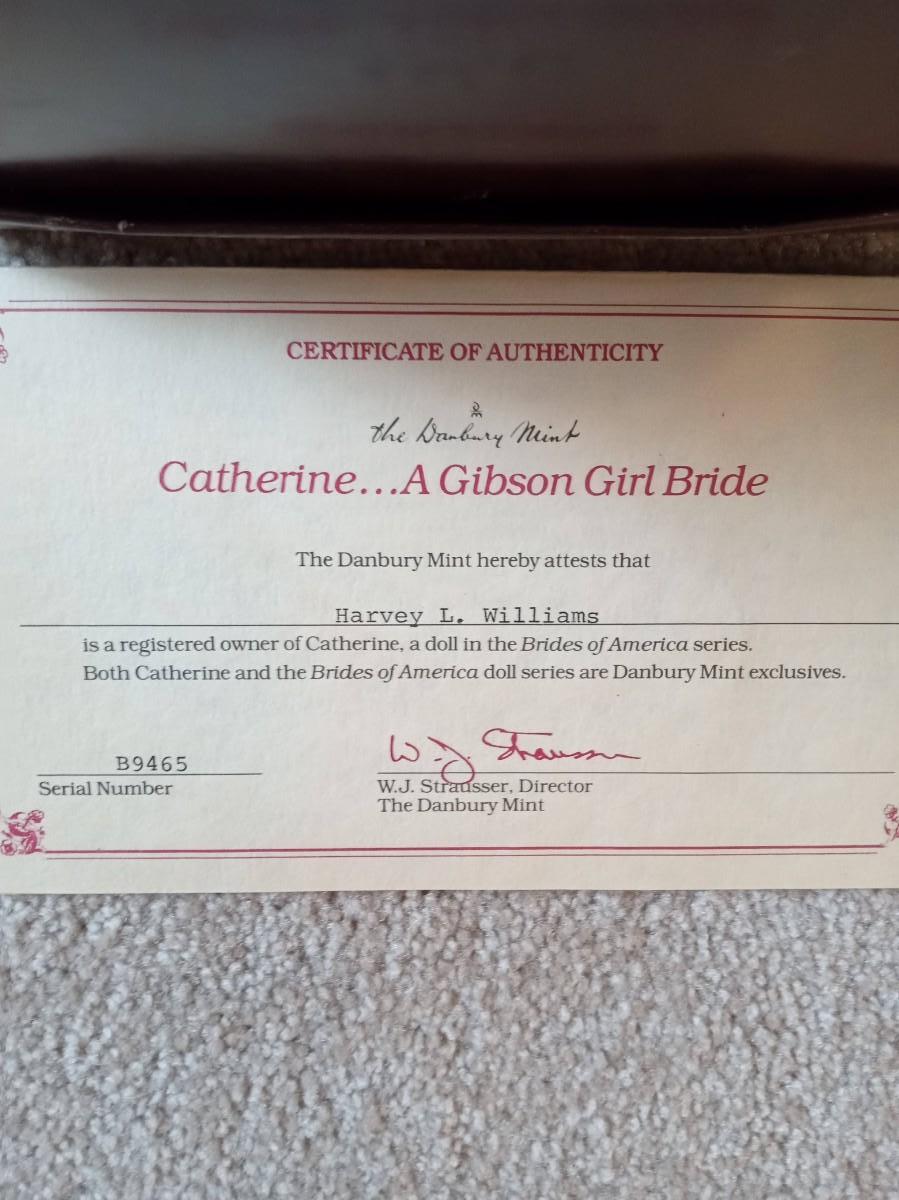 CERTIFICATE OF AUTHENTICITY
the Danbury Mint
Catherine...A Gibson Girl Bride
The Danbury Mint hereby attests that
Harvey L. Williams
is a registered owner of Catherine, a doll in the Brides of America series.
Both Catherine and the Brides of America doll series are Danbury Mint exclusives.
B9465
Serial Number
W.J. Strausser
W.J. Strausser, Director
The Danbury Mint